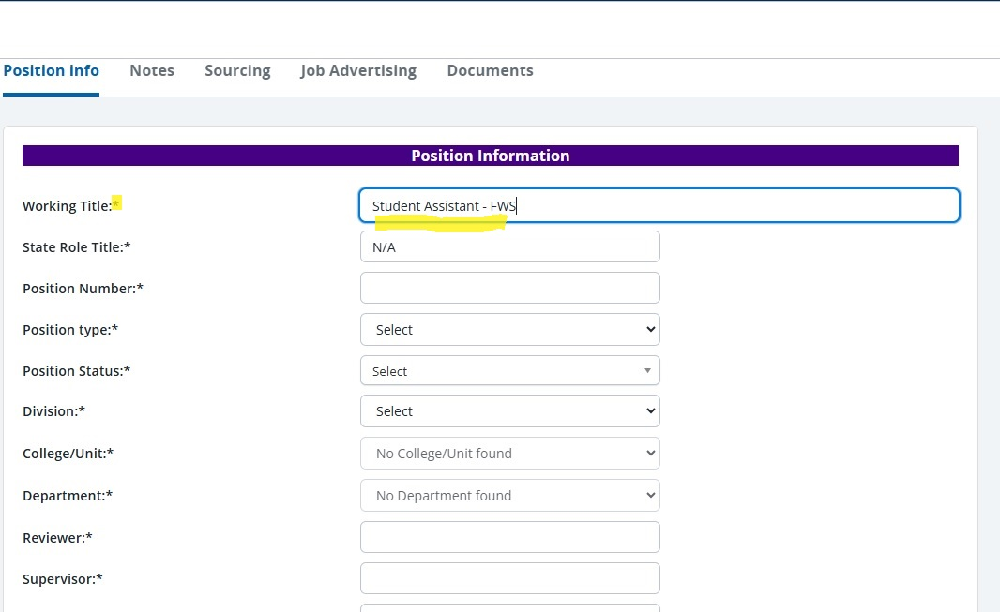 Position info Notes Sourcing Job Advertising Documents
Position Information
Working Title:* Student Assistant - FWS
State Role Title:* N/A
Position Number:*
Position type:* Select
Position Status:* Select
Division:* Select
College/Unit:* No College/Unit found
Department:* No Department found
Reviewer:*
Supervisor:*